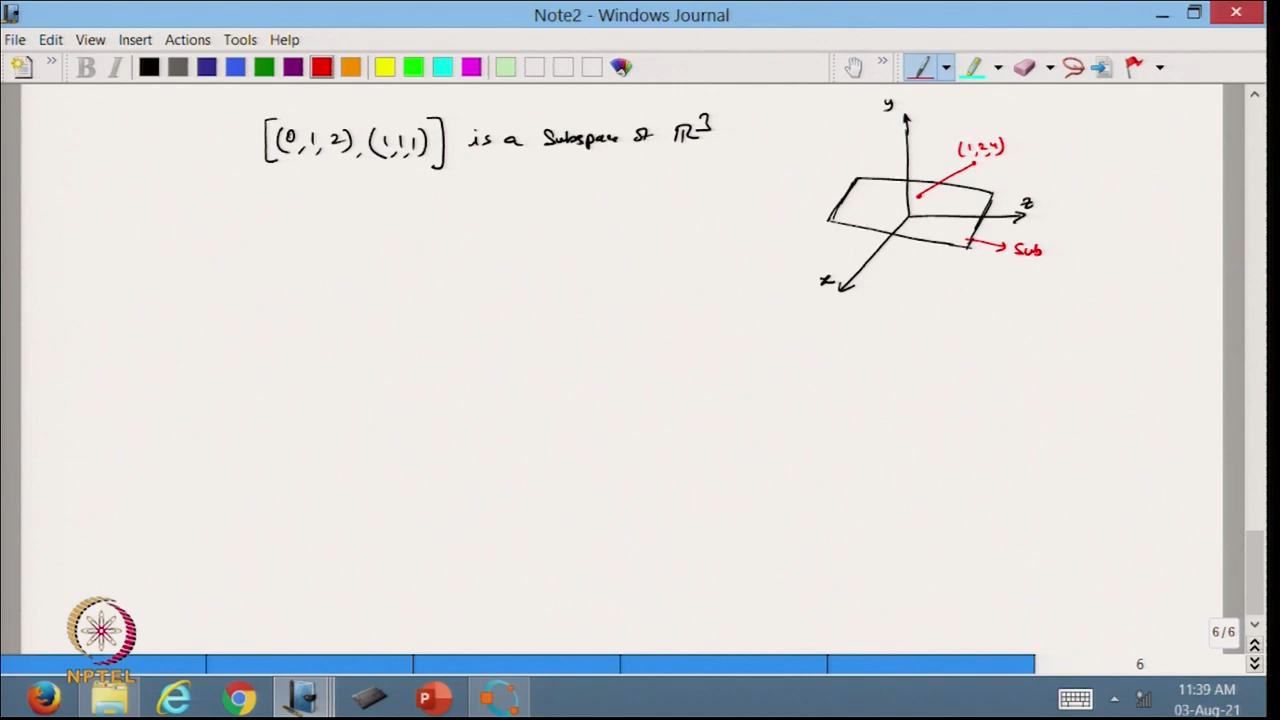 Note2 - Windows Journal
File Edit View Insert Actions Tools Help
[(0,1,2),(1,1,1)] is a Subspace of ℝ³
y
(1,2,4)
z
Sub
x
NPTEL
6/6
6
11:39 AM
03-Aug-21